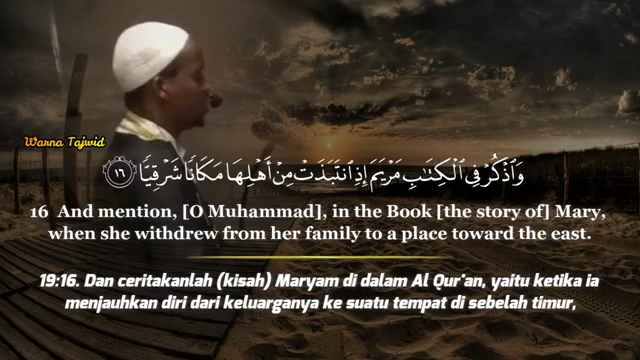 Warna Tajwid
وَٱذْكُرْ فِى ٱلْكِتَـٰبِ مَرْيَمَ إِذِ ٱنتَبَذَتْ مِنْ أَهْلِهَا مَكَانًا شَرْقِيًّا ١٦
16 And mention, [O Muhammad], in the Book [the story of] Mary,
when she withdrew from her family to a place toward the east.
19:16. Dan ceritakanlah (kisah) Maryam di dalam Al Qur'an, yaitu ketika ia
menjauhkan diri dari keluarganya ke suatu tempat di sebelah timur,